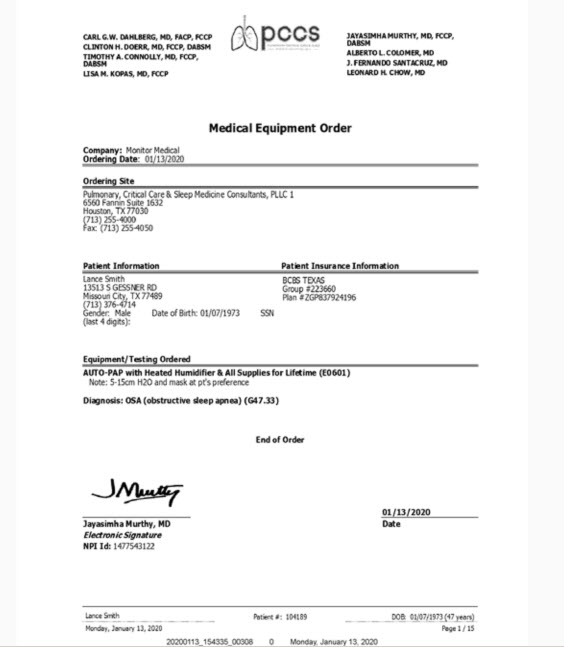 CARL G.W. DAHLBERG, MD, FACP, FCCP
CLINTON H. DOERR, MD, FCCP, DABSM
TIMOTHY A. CONNOLLY, MD, FCCP,
DABSM
LISA M. KOPAS, MD, FCCP
pccs
JAYASIMHA MURTHY, MD, FCCP,
DABSM
ALBERTO L. COLOMER, MD
J. FERNANDO SANTACRUZ, MD
LEONARD H. CHOW, MD
Medical Equipment Order
Company: Monitor Medical
Ordering Date: 01/13/2020
Ordering Site
Pulmonary, Critical Care & Sleep Medicine Consultants, PLLC 1
6560 Fannin Suite 1632
Houston, TX 77030
(713) 255-4000
Fax: (713) 255-4050
Patient Information
Lance Smith
13513 S GESSNER RD
Missouri City, TX 77489
(713) 376-4714
Gender: Male Date of Birth: 01/07/1973 SSN
(last 4 digits):
Patient Insurance Information
BCBS TEXAS
Group #223660
Plan #ZGP837924196
Equipment/Testing Ordered
AUTO-PAP with Heated Humidifier & All Supplies for Lifetime (E0601)
Note: 5-15cm H2O and mask at pt's preference
Diagnosis: OSA (obstructive sleep apnea) (G47.33)
End of Order
JMurthy
Jayasimha Murthy, MD
Electronic Signature
NPI Id: 1477543122
01/13/2020
Date
Lance Smith Patient #: 104189 DOB: 01/07/1973 (47 years)
Monday, January 13, 2020 Page 1 / 15
20200113_154335_00308 0 Monday, January 13, 2020